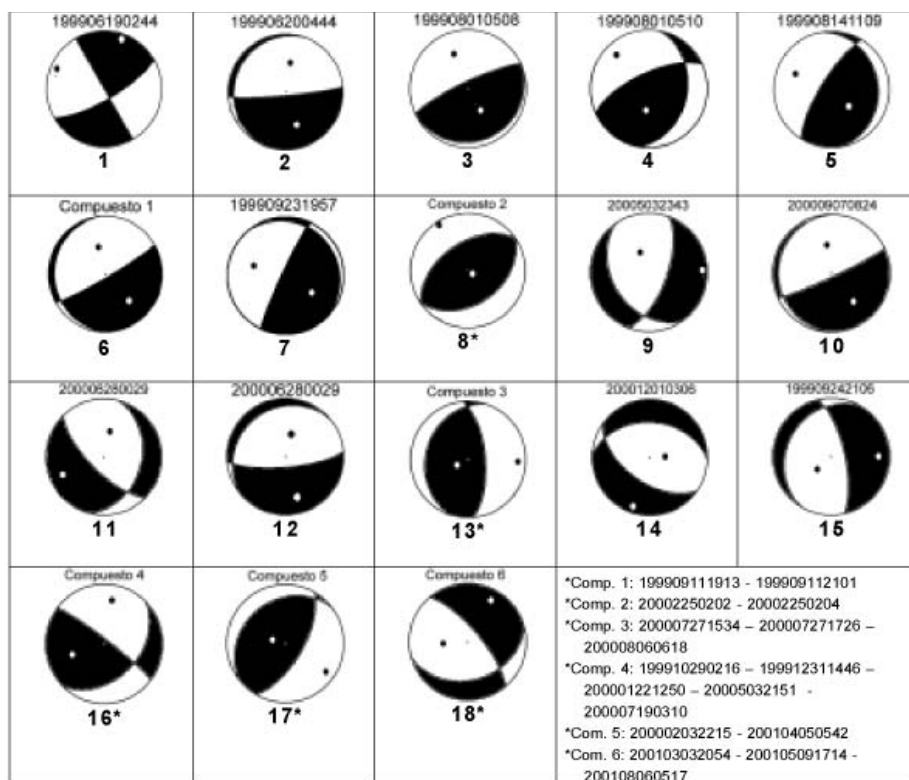 199906190244 199906200444 199908010508 199908010510 199908141109
1 2 3 4 5
Compuesto 1 199909231957 Compuesto 2 20005032343 200009070824
6 7 8* 9 10
200006280029 200006280029 Compuesto 3 200012010306 199909242106
11 12 13* 14 15
Compuesto 4 Compuesto 5 Compuesto 6
16* 17* 18*
*Comp. 1: 199909111913 - 199909112101
*Comp. 2: 20002250202 - 20002250204
*Comp. 3: 200007271534 – 200007271726 –
200008060618
*Comp. 4: 199910290216 – 199912311446 –
200001221250 – 20005032151 -
200007190310
*Com. 5: 200002032215 - 200104050542
*Com. 6: 200103032054 - 200105091714 -
200108060517